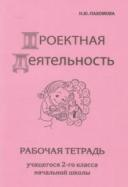 Н.Ю. ПАХОМОВА
ПРОЕКТНАЯ
ДЕЯТЕЛЬНОСТЬ
РАБОЧАЯ ТЕТРАДЬ
учащегося 2-го класса
начальной школы